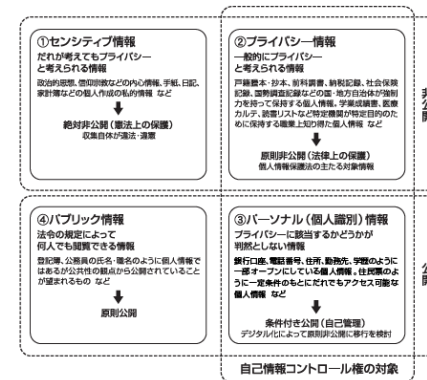 ①センシティブ情報
だれが考えてもプライバシー
と考えられる情報
政治的思想、信仰宗教などの内心情報、手紙、日記、
家計簿などの個人作成の私的情報 など
絶対非公開(憲法上の保護)
収集自体が違法・違憲
②プライバシー情報
一般的にプライバシー
と考えられる情報
戸籍謄本・抄本、前科調書、納税記録、社会保険
記録、国勢調査記録などの国・地方自治体が強制
力を持って保持する個人情報。学業成績書、医療
カルテ、読書リストなど特定機関が特定目的のた
めに保持する職業上知り得た個人情報 など
原則非公開(法律上の保護)
個人情報保護法の主たる対象情報
非公開
④パブリック情報
法令の規定によって
何人でも閲覧できる情報
登記簿、公務員の氏名・職名のように個人情報で
はあるが公共性の観点から公開されていること
が望まれるもの など
原則公開
③パーソナル(個人識別)情報
プライバシーに該当するかどうかが
判然としない情報
銀行口座、電話番号、住所、勤務先、学歴のように
一部オープンにしている個人情報。住民票のよ
うに一定条件のもとにだれでもアクセス可能な
個人情報 など
条件付き公開(自己管理)
デジタル化によって原則非公開に移行を検討
公開
自己情報コントロール権の対象